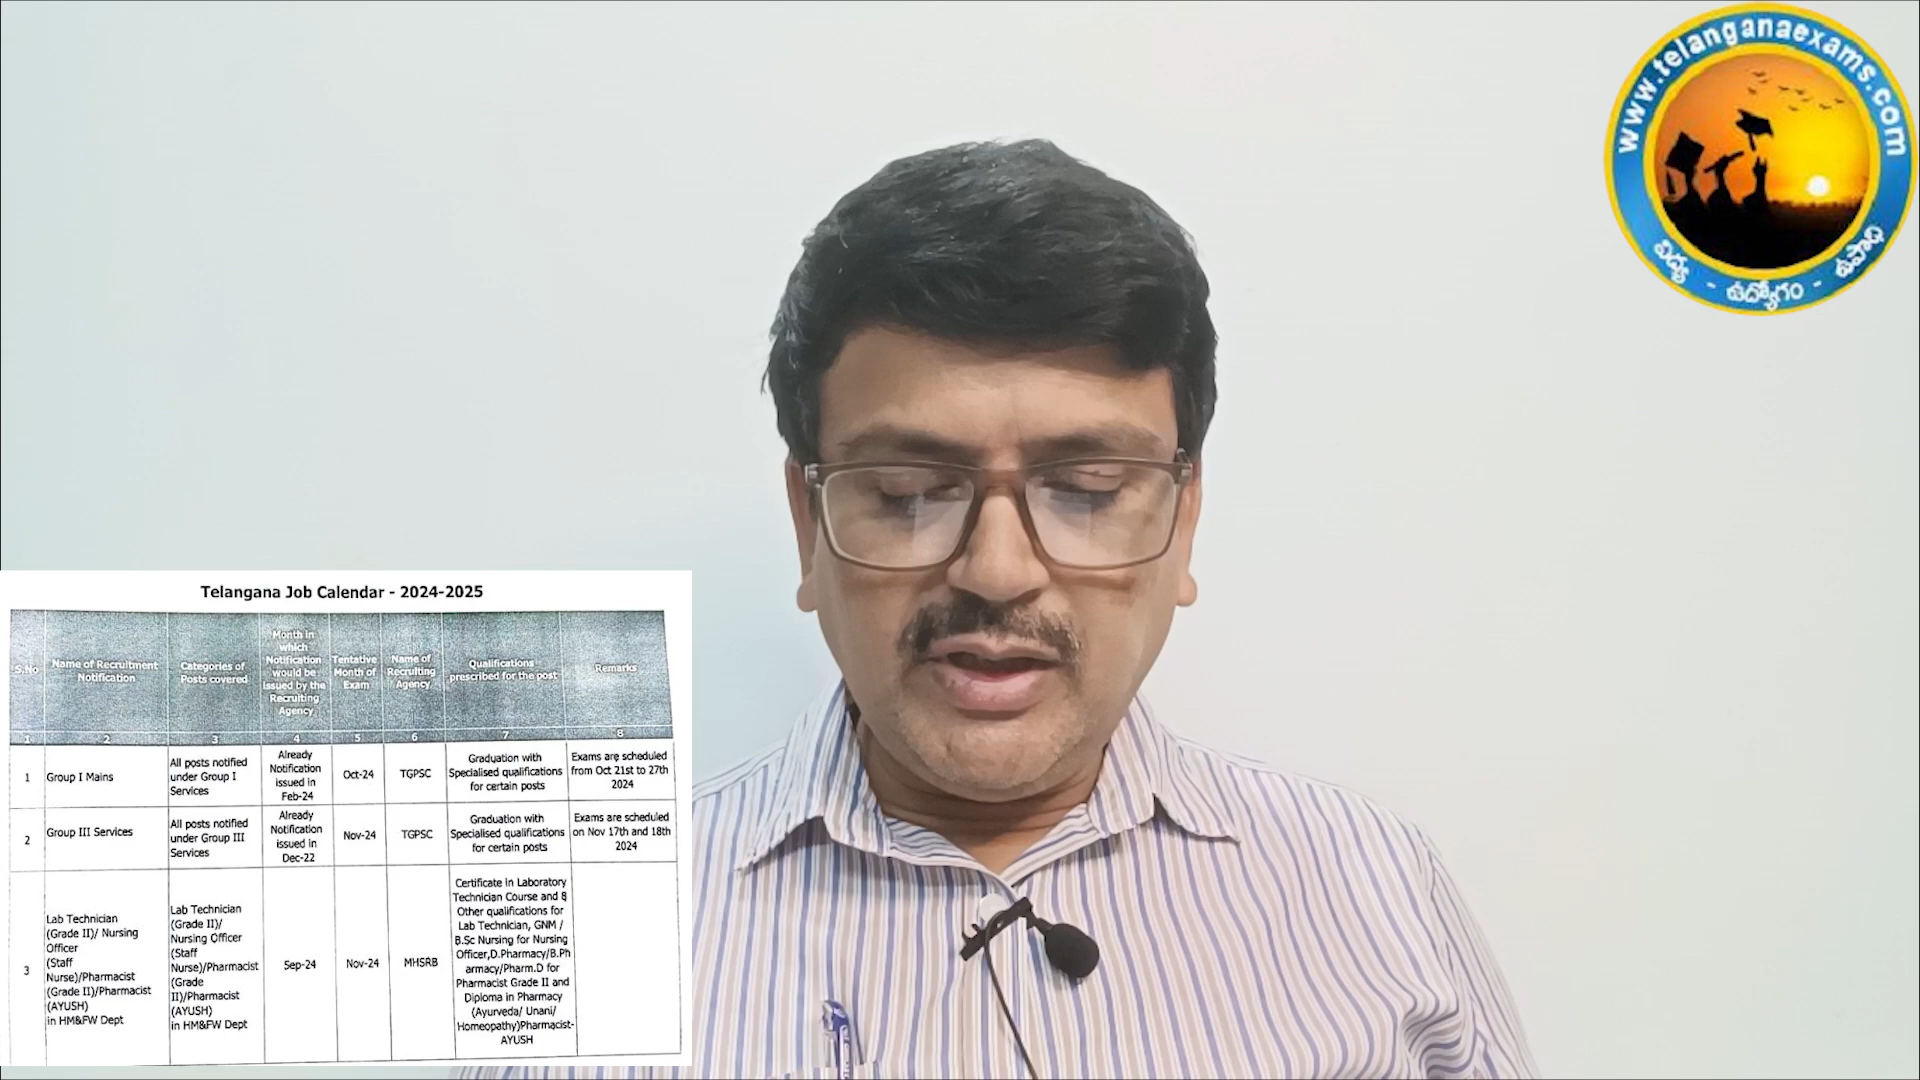 www.telanganaexams.com
విద్య - ఉద్యోగం - ఉపాధి
Telangana Job Calendar - 2024-2025
S.No
Name of Recruitment
Notification
Categories of
Posts covered
Month in
which
Notification
would be
issued by the
Recruiting
Agency
Tentative
Month of
Exam
Name of
Recruiting
Agency
Qualifications
prescribed for the post
Remarks
1 2 3 4 5 6 7 8
1
Group I Mains
All posts notified
under Group I
Services
Already
Notification
issued in
Feb-24
Oct-24
TGPSC
Graduation with
Specialised qualifications
for certain posts
Exams are scheduled
from Oct 21st to 27th
2024
2
Group III Services
All posts notified
under Group III
Services
Already
Notification
issued in
Dec-22
Nov-24
TGPSC
Graduation with
Specialised qualifications
for certain posts
Exams are scheduled
on Nov 17th and 18th
2024
3
Lab Technician
(Grade II)/ Nursing
Officer
(Staff
Nurse)/Pharmacist
(Grade II)/Pharmacist
(AYUSH)
in HM&FW Dept
Lab Technician
(Grade II)/
Nursing Officer
(Staff
Nurse)/Pharmacist
(Grade
II)/Pharmacist
(AYUSH)
in HM&FW Dept
Sep-24
Nov-24
MHSRB
Certificate in Laboratory
Technician Course and
Other qualifications for
Lab Technician, GNM /
B.Sc Nursing for Nursing
Officer,D.Pharmacy/B.Ph
armacy/Pharm.D for
Pharmacist Grade II and
Diploma in Pharmacy
(Ayurveda/ Unani/
Homeopathy)Pharmacist-
AYUSH